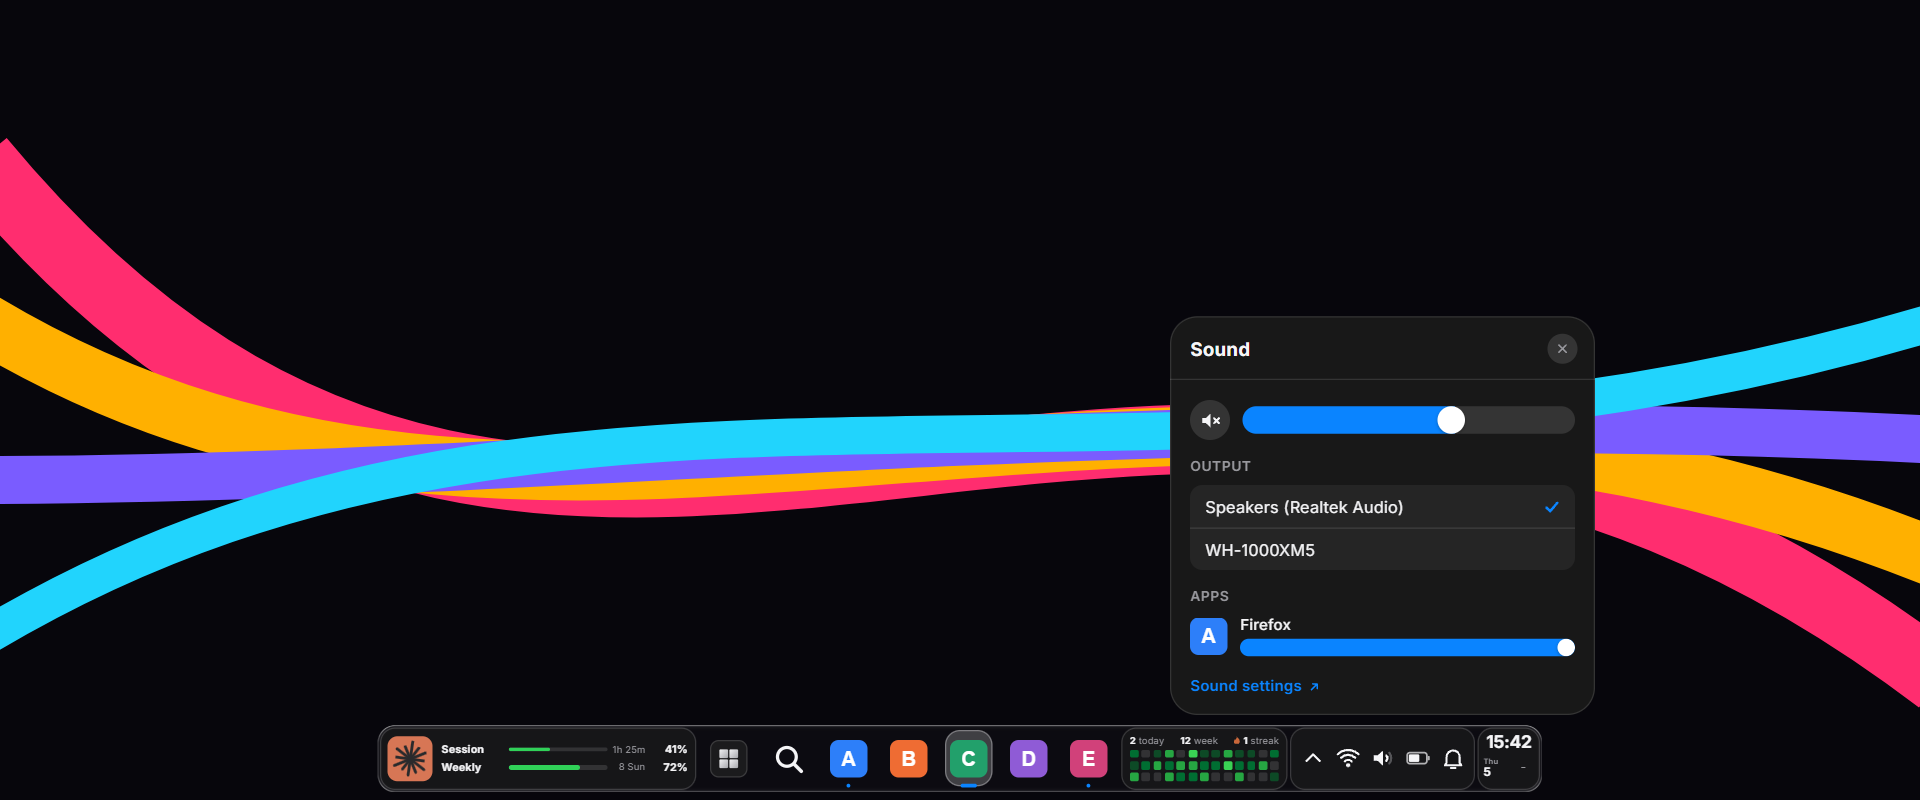 Sound
OUTPUT
Speakers (Realtek Audio)
WH-1000XM5
APPS
A
Firefox
Sound settings
Session 1h 25m 41%
Weekly 8 Sun 72%
A
B
C
D
E
2 today 12 week 1 streak
15:42
Thu
5
–